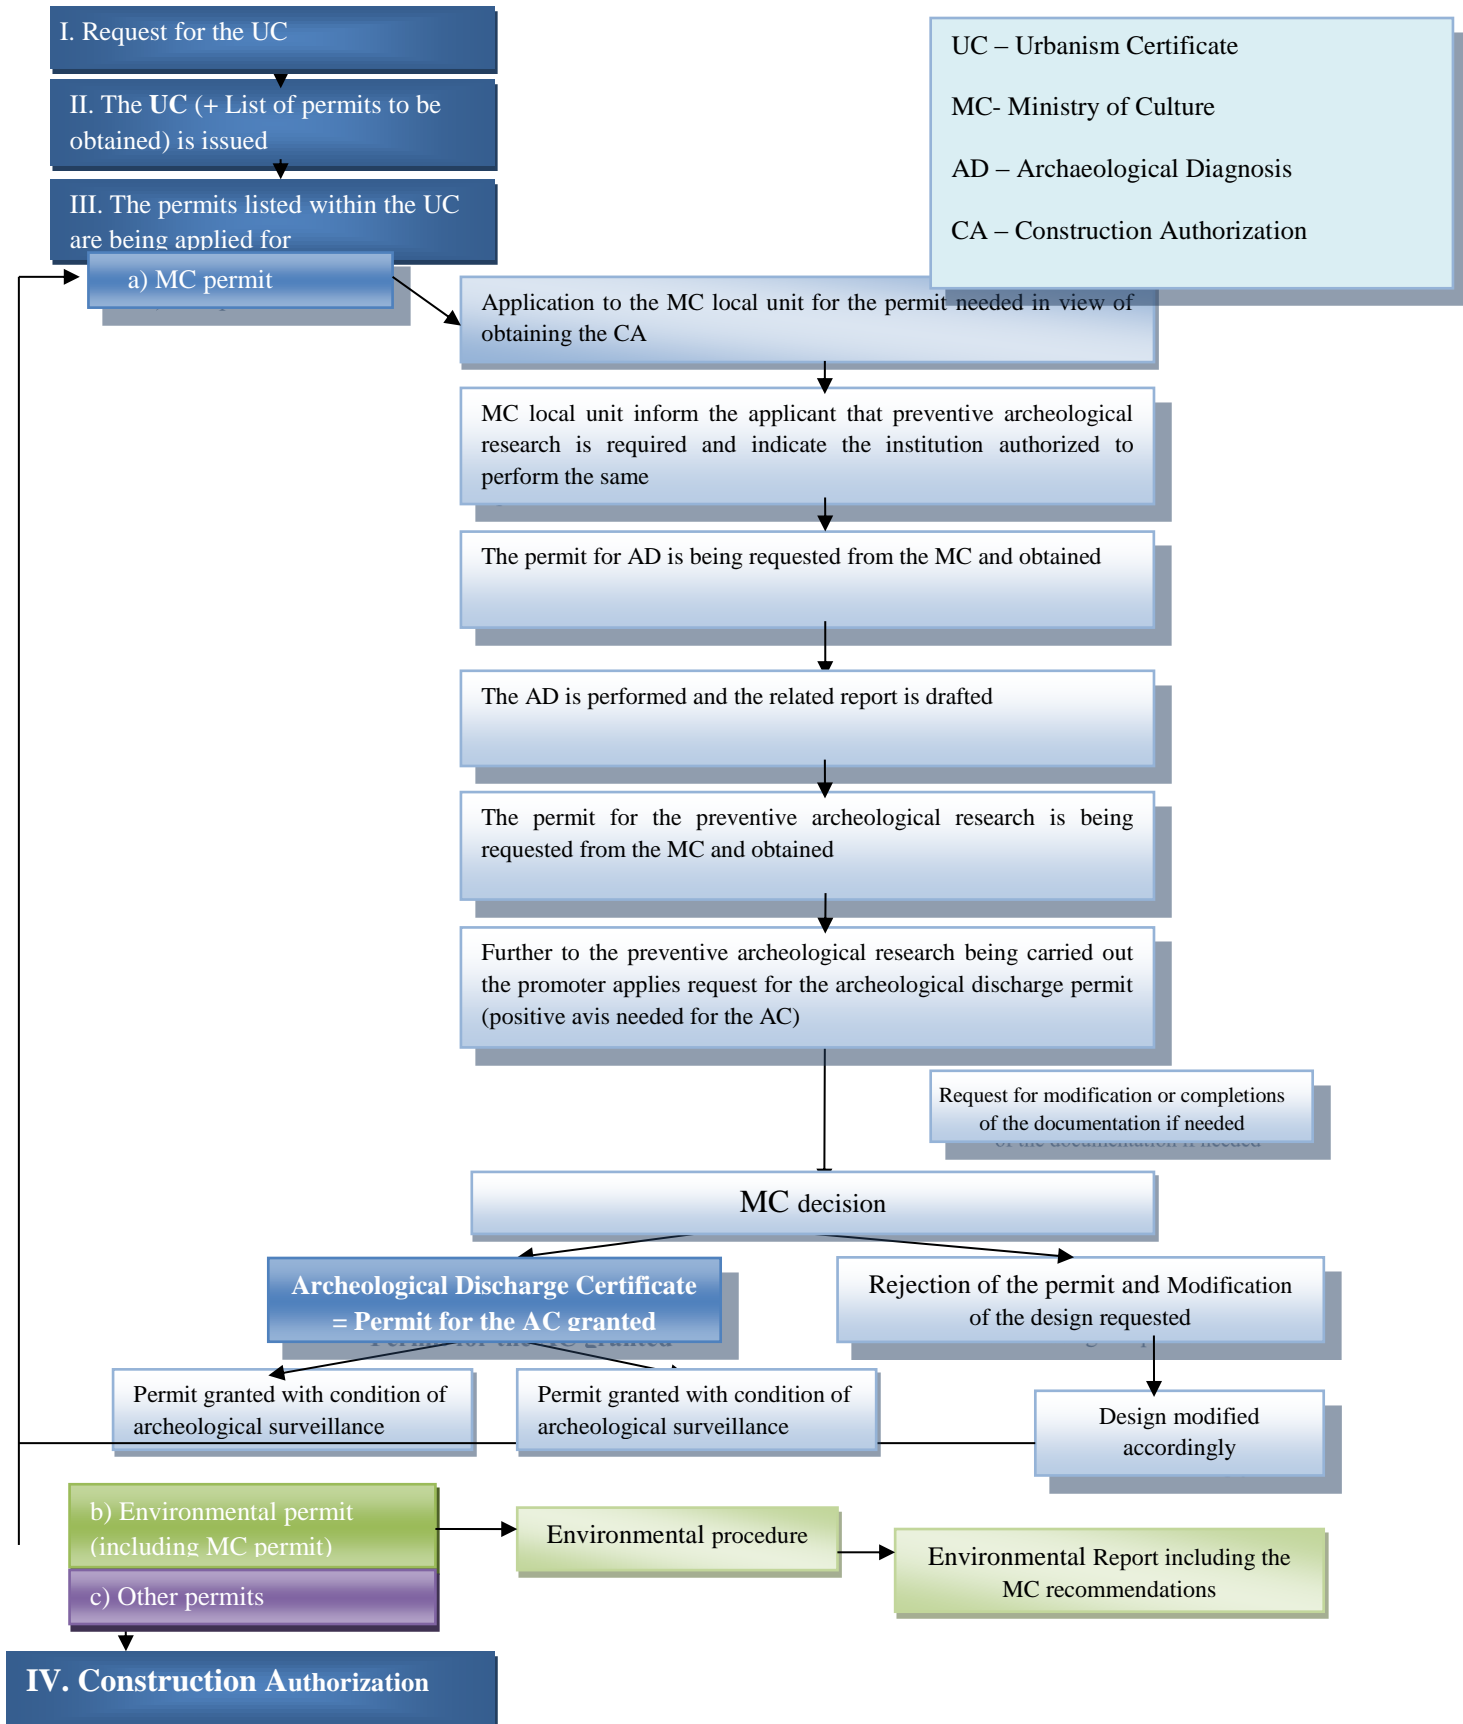 I. Request for the UC
II. The UC (+ List of permits to be
obtained) is issued
III. The permits listed within the UC
are being applied for
a) MC permit
UC – Urbanism Certificate
MC- Ministry of Culture
AD – Archaeological Diagnosis
CA – Construction Authorization
Application to the MC local unit for the permit needed in view of
obtaining the CA
MC local unit inform the applicant that preventive archeological
research is required and indicate the institution authorized to
perform the same
The permit for AD is being requested from the MC and obtained
The AD is performed and the related report is drafted
The permit for the preventive archeological research is being
requested from the MC and obtained
Further to the preventive archeological research being carried out
the promoter applies request for the archeological discharge permit
(positive avis needed for the AC)
Request for modification or completions
of the documentation if needed
MC decision
Archeological Discharge Certificate
= Permit for the AC granted
Rejection of the permit and Modification
of the design requested
Permit granted with condition of
archeological surveillance
Permit granted with condition of
archeological surveillance
Design modified
accordingly
b) Environmental permit
(including MC permit)
Environmental procedure
Environmental Report including the
MC recommendations
c) Other permits
IV. Construction Authorization